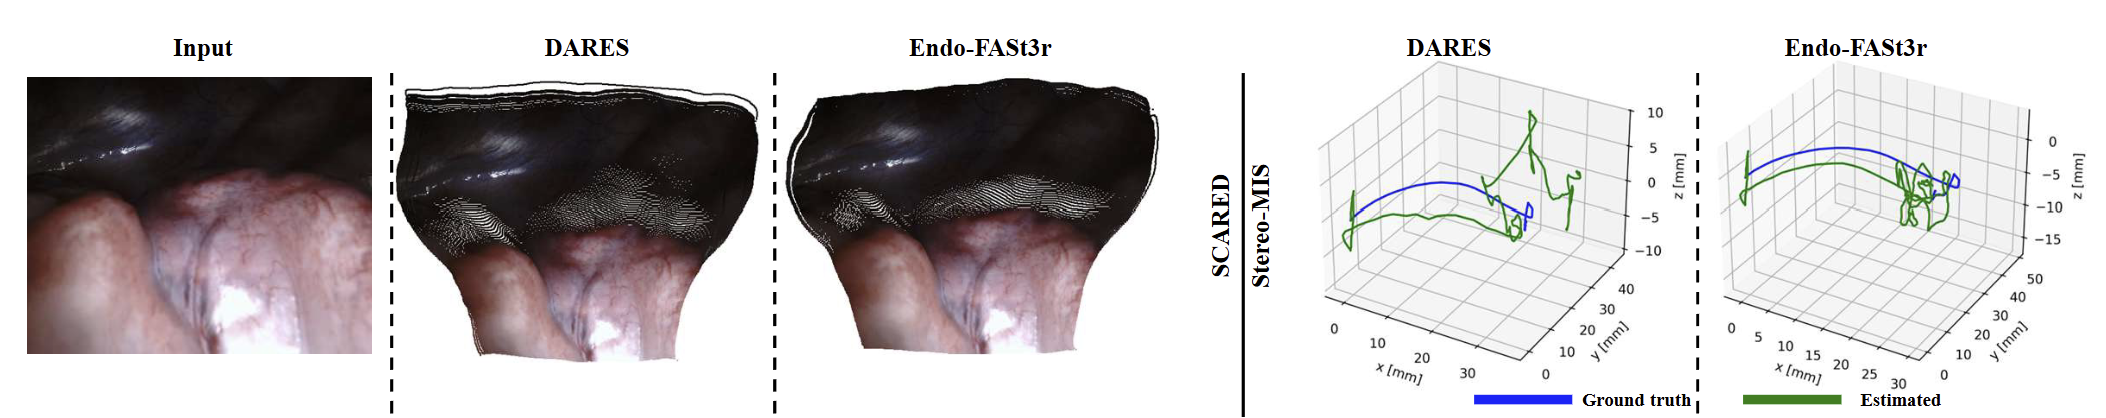 Input
DARES
Endo-FASt3r
SCARED
Stereo-MIS
DARES
10
5
0
−5
−10
z [mm]
0
10
20
30
x [mm]
0
10
20
30
40
y [mm]
Endo-FASt3r
0
−5
−10
−15
z [mm]
0
5
10
15
20
25
30
x [mm]
0
10
20
30
40
50
y [mm]
Ground truth
Estimated